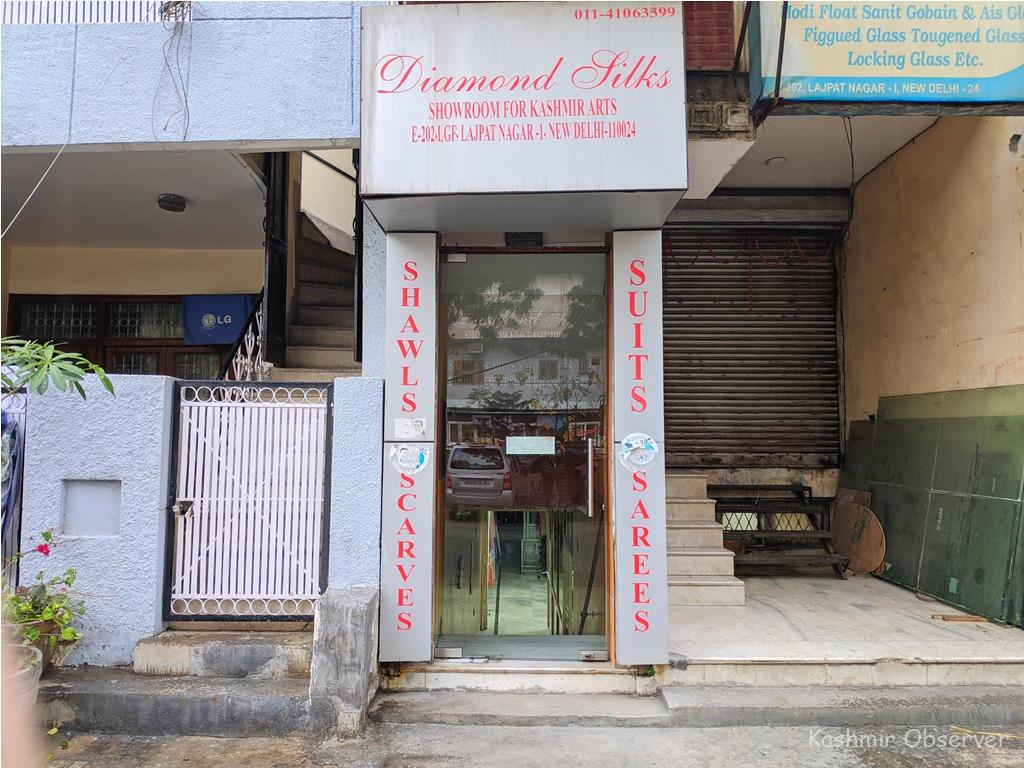 011-41063399
Diamond Silks
SHOWROOM FOR KASHMIR ARTS
E-202-LGF, LAJPAT NAGAR -1, NEW DELHI-110024
Float Sanit Gobain & Ais
Figgued Glass Tougened Glass
Locking Glass Etc.
202, LAJPAT NAGAR - I, NEW DELHI - 24
SHAWLS
SCARVES
SUITS
SAREES
LG
Kashmir Observer